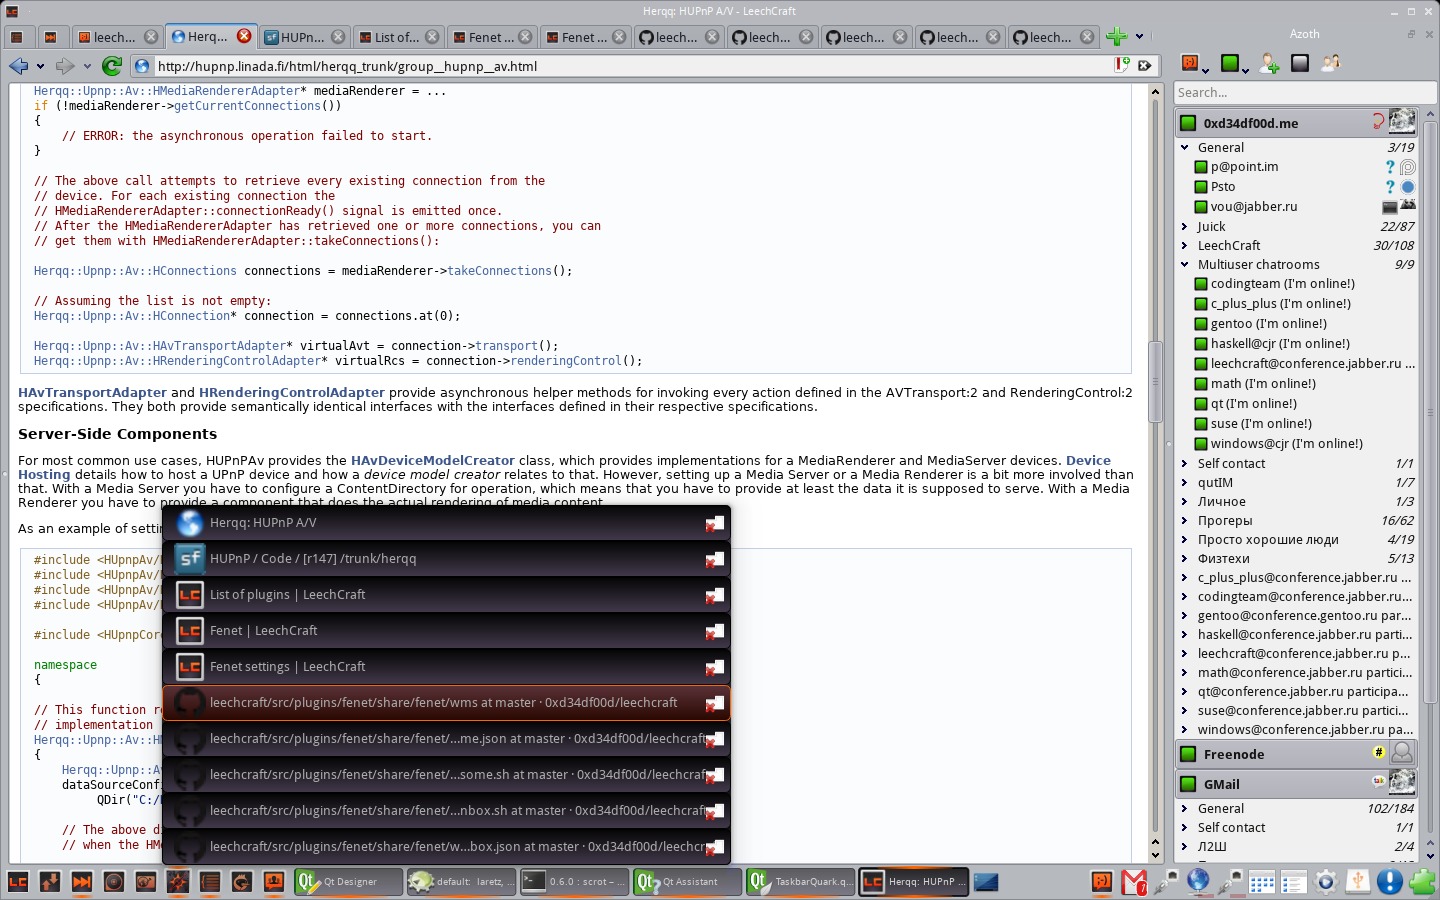 Herqq: HUPnP A/V - LeechCraft
leech...
Herq...
HUPn...
List of...
Fenet ...
Fenet ...
leech...
leech...
leech...
leech...
leech...
Azoth
http://hupnp.linada.fi/html/herqq_trunk/group__hupnp__av.html
Herqq::Upnp::Av::HMediaRendererAdapter* mediaRenderer = ...
if (!mediaRenderer->getCurrentConnections())
{
// ERROR: the asynchronous operation failed to start.
}
// The above call attempts to retrieve every existing connection from the
// device. For each existing connection the
// HMediaRendererAdapter::connectionReady() signal is emitted once.
// After the HMediaRendererAdapter has retrieved one or more connections, you can
// get them with HMediaRendererAdapter::takeConnections():
Herqq::Upnp::Av::HConnections connections = mediaRenderer->takeConnections();
// Assuming the list is not empty:
Herqq::Upnp::Av::HConnection* connection = connections.at(0);
Herqq::Upnp::Av::HAvTransportAdapter* virtualAvt = connection->transport();
Herqq::Upnp::Av::HRenderingControlAdapter* virtualRcs = connection->renderingControl();
HAvTransportAdapter and HRenderingControlAdapter provide asynchronous helper methods for invoking every action defined in the AVTransport:2 and RenderingControl:2
specifications. They both provide semantically identical interfaces with the interfaces defined in their respective specifications.
Server-Side Components
For most common use cases, HUPnPAv provides the HAvDeviceModelCreator class, which provides implementations for a MediaRenderer and MediaServer devices. Device
Hosting details how to host a UPnP device and how a device model creator relates to that. However, setting up a Media Server or a Media Renderer is a bit more involved than
that. With a Media Server you have to configure a ContentDirectory for operation, which means that you have to provide at least the data it is supposed to serve. With a Media
Renderer you have to provide a component that does the actual rendering of media content.
As an example of setti
#include <HUpnpAv/
#include <HUpnpAv/
#include <HUpnpAv/
#include <HUpnpAv/
#include <HUpnpCor
namespace
{
// This function r
// implementation
Herqq::Upnp::Av::H
{
Herqq::Upnp::Av
dataSourceConfi
QDir("C:/
// The above d
// when the HM
Herqq: HUPnP A/V
HUPnP / Code / [r147] /trunk/herqq
List of plugins | LeechCraft
Fenet | LeechCraft
Fenet settings | LeechCraft
leechcraft/src/plugins/fenet/share/fenet/wms at master · 0xd34df00d/leechcraft
leechcraft/src/plugins/fenet/share/fenet/...me.json at master · 0xd34df00d/leechcraft
leechcraft/src/plugins/fenet/share/fenet/...some.sh at master · 0xd34df00d/leechcraft
leechcraft/src/plugins/fenet/share/fenet/...nbox.sh at master · 0xd34df00d/leechcraft
leechcraft/src/plugins/fenet/share/fenet/w...box.json at master · 0xd34df00d/leechcr
Search...
0xd34df00d.me
General 3/19
p@point.im
Psto
vou@jabber.ru
Juick 22/87
LeechCraft 30/108
Multiuser chatrooms 9/9
codingteam (I'm online!)
c_plus_plus (I'm online!)
gentoo (I'm online!)
haskell@cjr (I'm online!)
leechcraft@conference.jabber.ru ...
math (I'm online!)
qt (I'm online!)
suse (I'm online!)
windows@cjr (I'm online!)
Self contact 1/1
qutIM 1/7
Личное 1/3
Прогеры 16/62
Просто хорошие люди 4/19
Физтехи 5/13
c_plus_plus@conference.jabber.ru ...
codingteam@conference.jabber.ru...
gentoo@conference.gentoo.ru par...
haskell@conference.jabber.ru parti...
leechcraft@conference.jabber.ru p...
math@conference.jabber.ru partici...
qt@conference.jabber.ru participa...
suse@conference.jabber.ru partici...
windows@conference.jabber.ru pa...
Freenode
GMail
General 102/184
Self contact 1/1
Л2Ш 2/4
Qt Designer
default: laretz, ...
0.6.0 : scrot – ...
Qt Assistant
TaskbarQuark.q...
Herqq: HUPnP ...